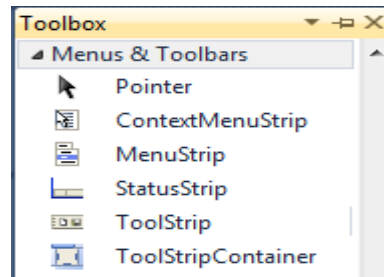 Toolbox
Menus & Toolbars
Pointer
ContextMenuStrip
MenuStrip
StatusStrip
ToolStrip
ToolStripContainer